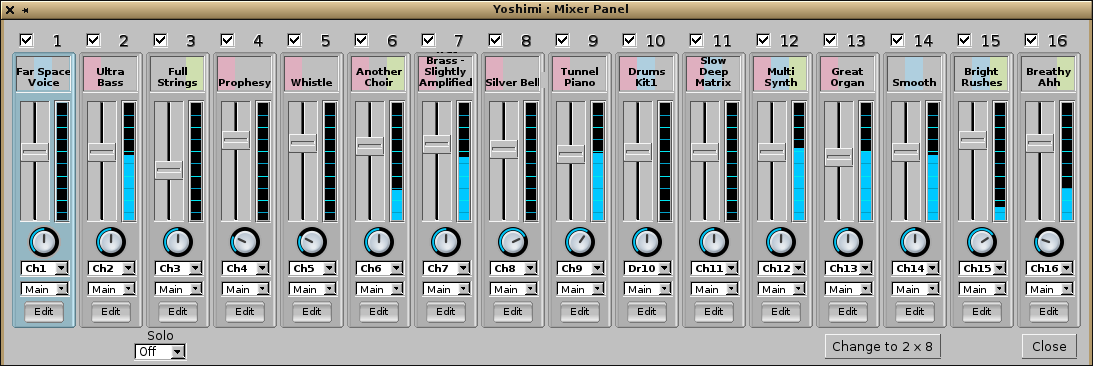 Yoshimi : Mixer Panel
1 2 3 4 5 6 7 8 9 10 11 12 13 14 15 16
Far Space
Voice
Ultra
Bass
Full
Strings
Prophesy
Whistle
Another
Choir
Brass -
Slightly
Amplified
Silver Bell
Tunnel
Piano
Drums
Kit1
Slow
Deep
Matrix
Multi
Synth
Great
Organ
Smooth
Bright
Rushes
Breathy
Ahh
Ch1 Ch2 Ch3 Ch4 Ch5 Ch6 Ch7 Ch8 Ch9 Dr10 Ch11 Ch12 Ch13 Ch14 Ch15 Ch16
Main Main Main Main Main Main Main Main Main Main Main Main Main Main Main Main
Edit Edit Edit Edit Edit Edit Edit Edit Edit Edit Edit Edit Edit Edit Edit Edit
Solo
Off
Change to 2 x 8
Close